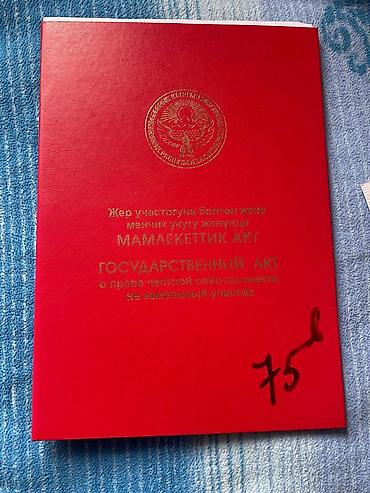 Жер участогуна болгон жеке
менчик укугу жөнүндө
МАМЛЕКЕТТИК АКТ
ГОСУДАРСТВЕННЫЙ АКТ
о праве частной собственности
на земельный участок
75 в